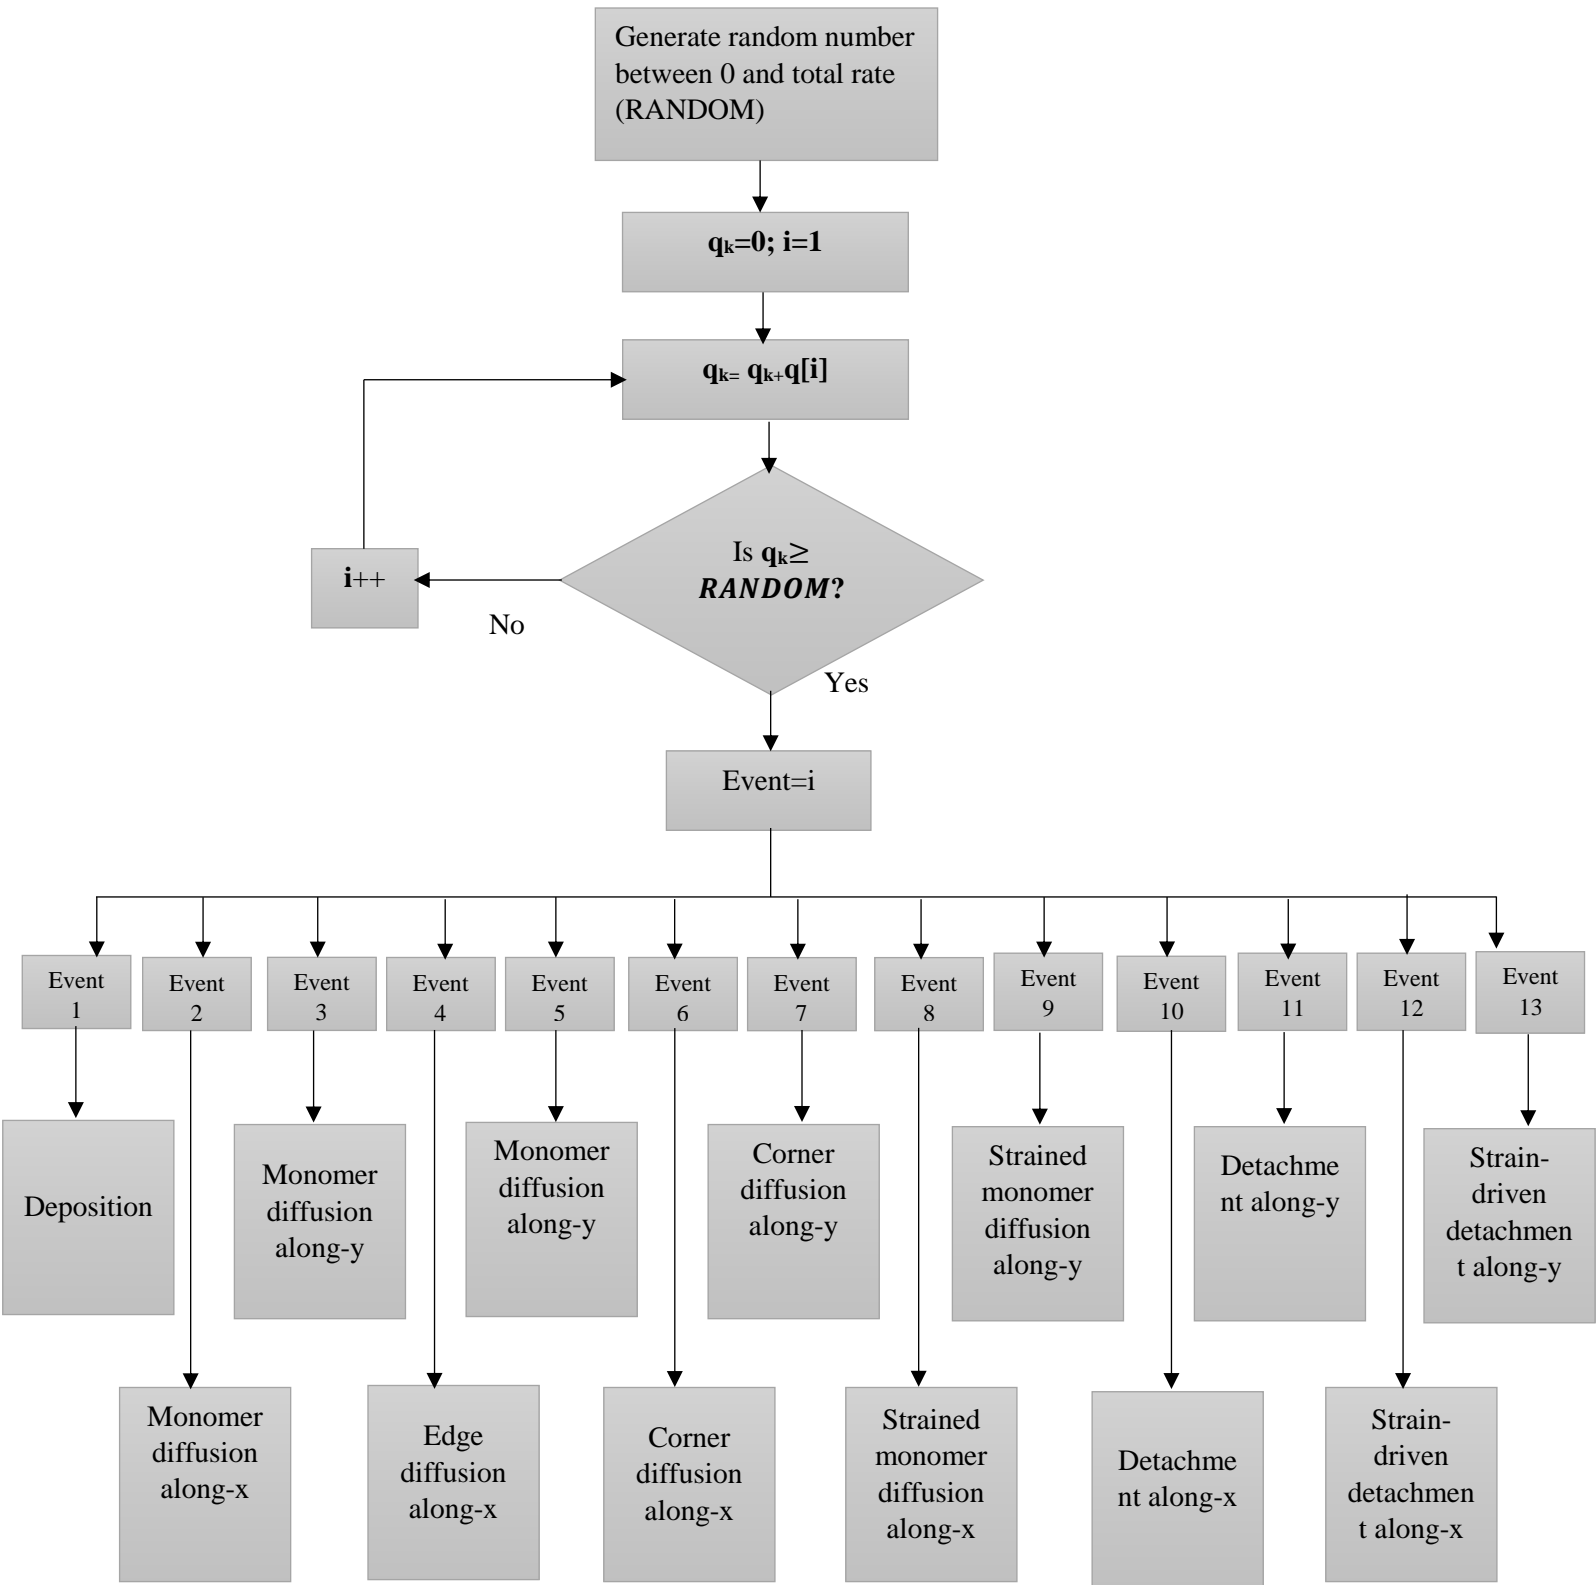 Generate random number
between 0 and total rate
(RANDOM)
qk=0; i=1
qk= qk+q[i]
Is qk≥
RANDOM?
i++
No
Yes
Event=i
Event
1
Event
2
Event
3
Event
4
Event
5
Event
6
Event
7
Event
8
Event
9
Event
10
Event
11
Event
12
Event
13
Deposition
Monomer
diffusion
along-y
Monomer
diffusion
along-y
Corner
diffusion
along-y
Strained
monomer
diffusion
along-y
Detachme
nt along-y
Strain-
driven
detachmen
t along-y
Monomer
diffusion
along-x
Edge
diffusion
along-x
Corner
diffusion
along-x
Strained
monomer
diffusion
along-x
Detachme
nt along-x
Strain-
driven
detachmen
t along-x